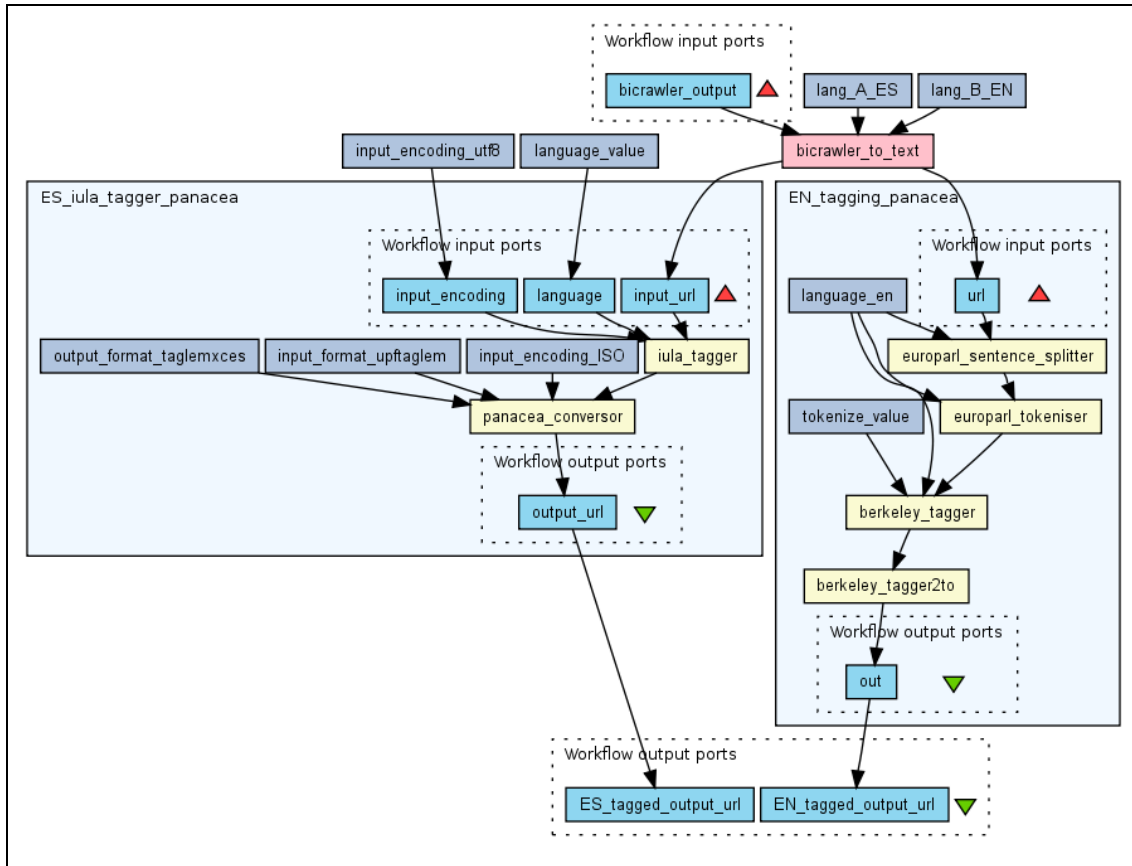 Workflow input ports
bicrawler_output
lang_A_ES
lang_B_EN
input_encoding_utf8
language_value
bicrawler_to_text
ES_iula_tagger_panacea
EN_tagging_panacea
Workflow input ports
input_encoding
language
input_url
Workflow input ports
language_en
url
output_format_taglemxces
input_format_upftaglem
input_encoding_ISO
iula_tagger
europarl_sentence_splitter
panacea_conversor
tokenize_value
europarl_tokeniser
Workflow output ports
output_url
berkeley_tagger
berkeley_tagger2to
Workflow output ports
out
Workflow output ports
ES_tagged_output_url
EN_tagged_output_url